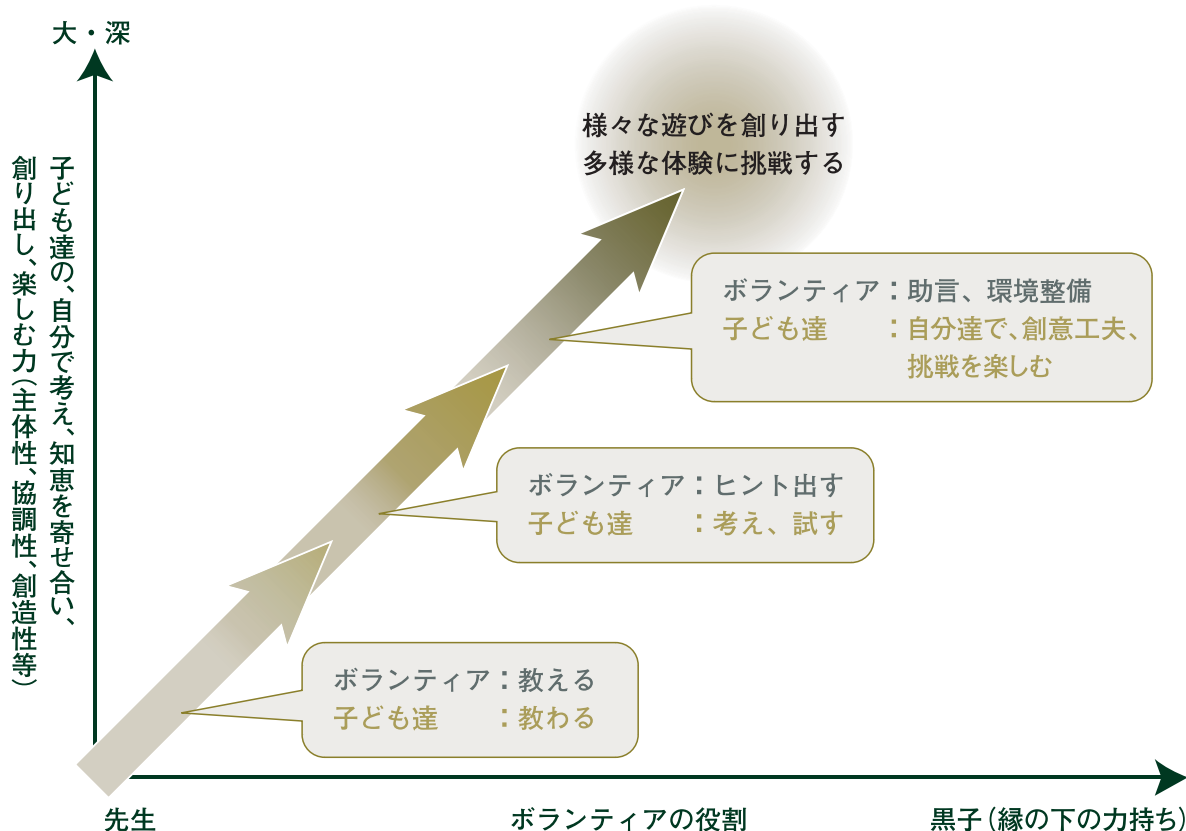 大・深
子ども達の、自分で考え、知恵を寄せ合い、
創り出し、楽しむ力(主体性、協調性、創造性等)
様々な遊びを創り出す
多様な体験に挑戦する
ボランティア：助言、環境整備
子ども達　　：自分達で、創意工夫、
挑戦を楽しむ
ボランティア：ヒント出す
子ども達　　：考え、試す
ボランティア：教える
子ども達　　：教わる
先生
ボランティアの役割
黒子(縁の下の力持ち)